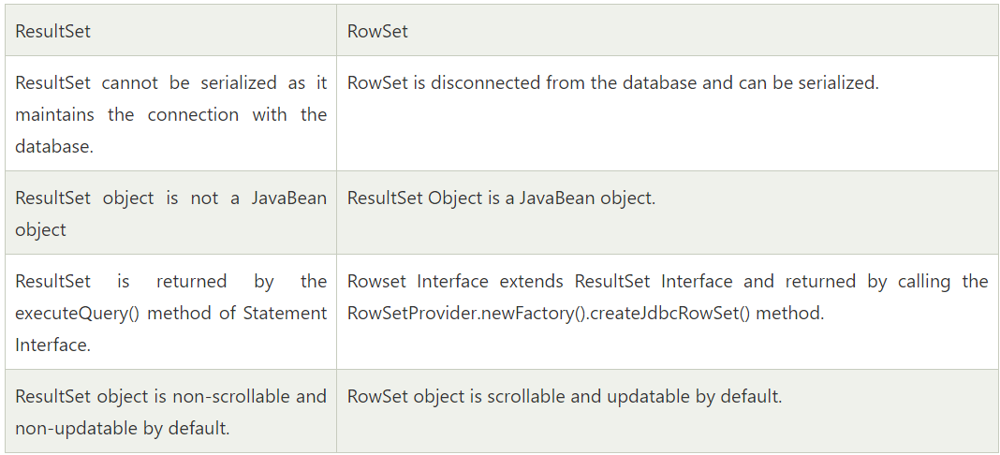 ResultSet
RowSet
ResultSet cannot be serialized as it
maintains the connection with the
database.
RowSet is disconnected from the database and can be serialized.
ResultSet object is not a JavaBean
object
ResultSet Object is a JavaBean object.
ResultSet is returned by the
executeQuery() method of Statement
Interface.
Rowset Interface extends ResultSet Interface and returned by calling the
RowSetProvider.newFactory().createJdbcRowSet() method.
ResultSet object is non-scrollable and
non-updatable by default.
RowSet object is scrollable and updatable by default.